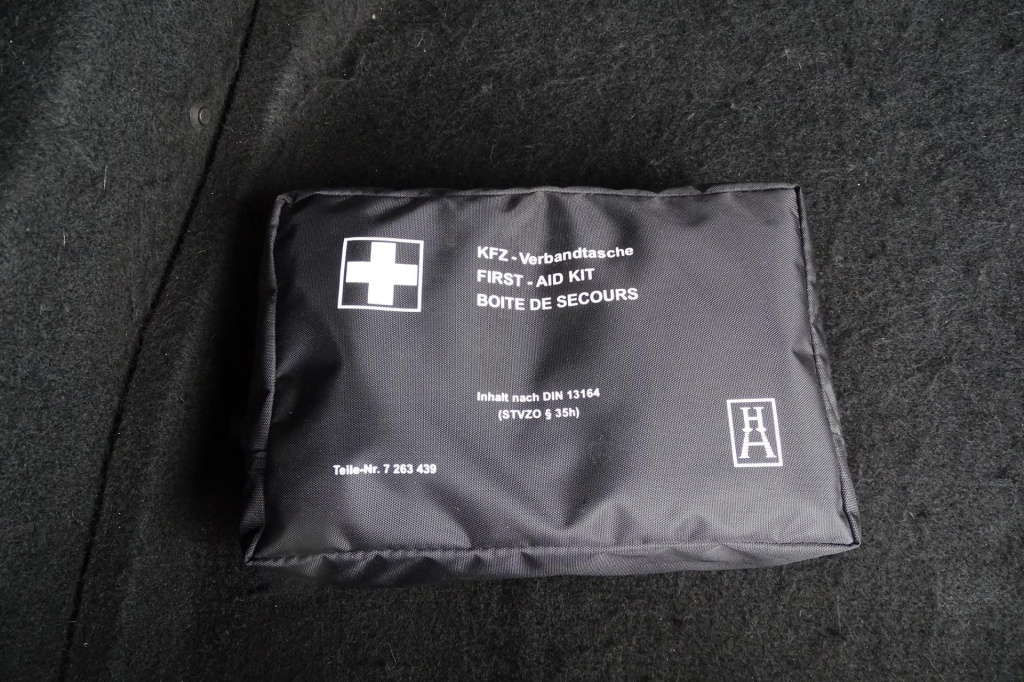 KFZ - Verbandtasche
FIRST - AID KIT
BOITE DE SECOURS
Inhalt nach DIN 13164
(STVZO § 35h)
H
A
Teile-Nr. 7 263 439